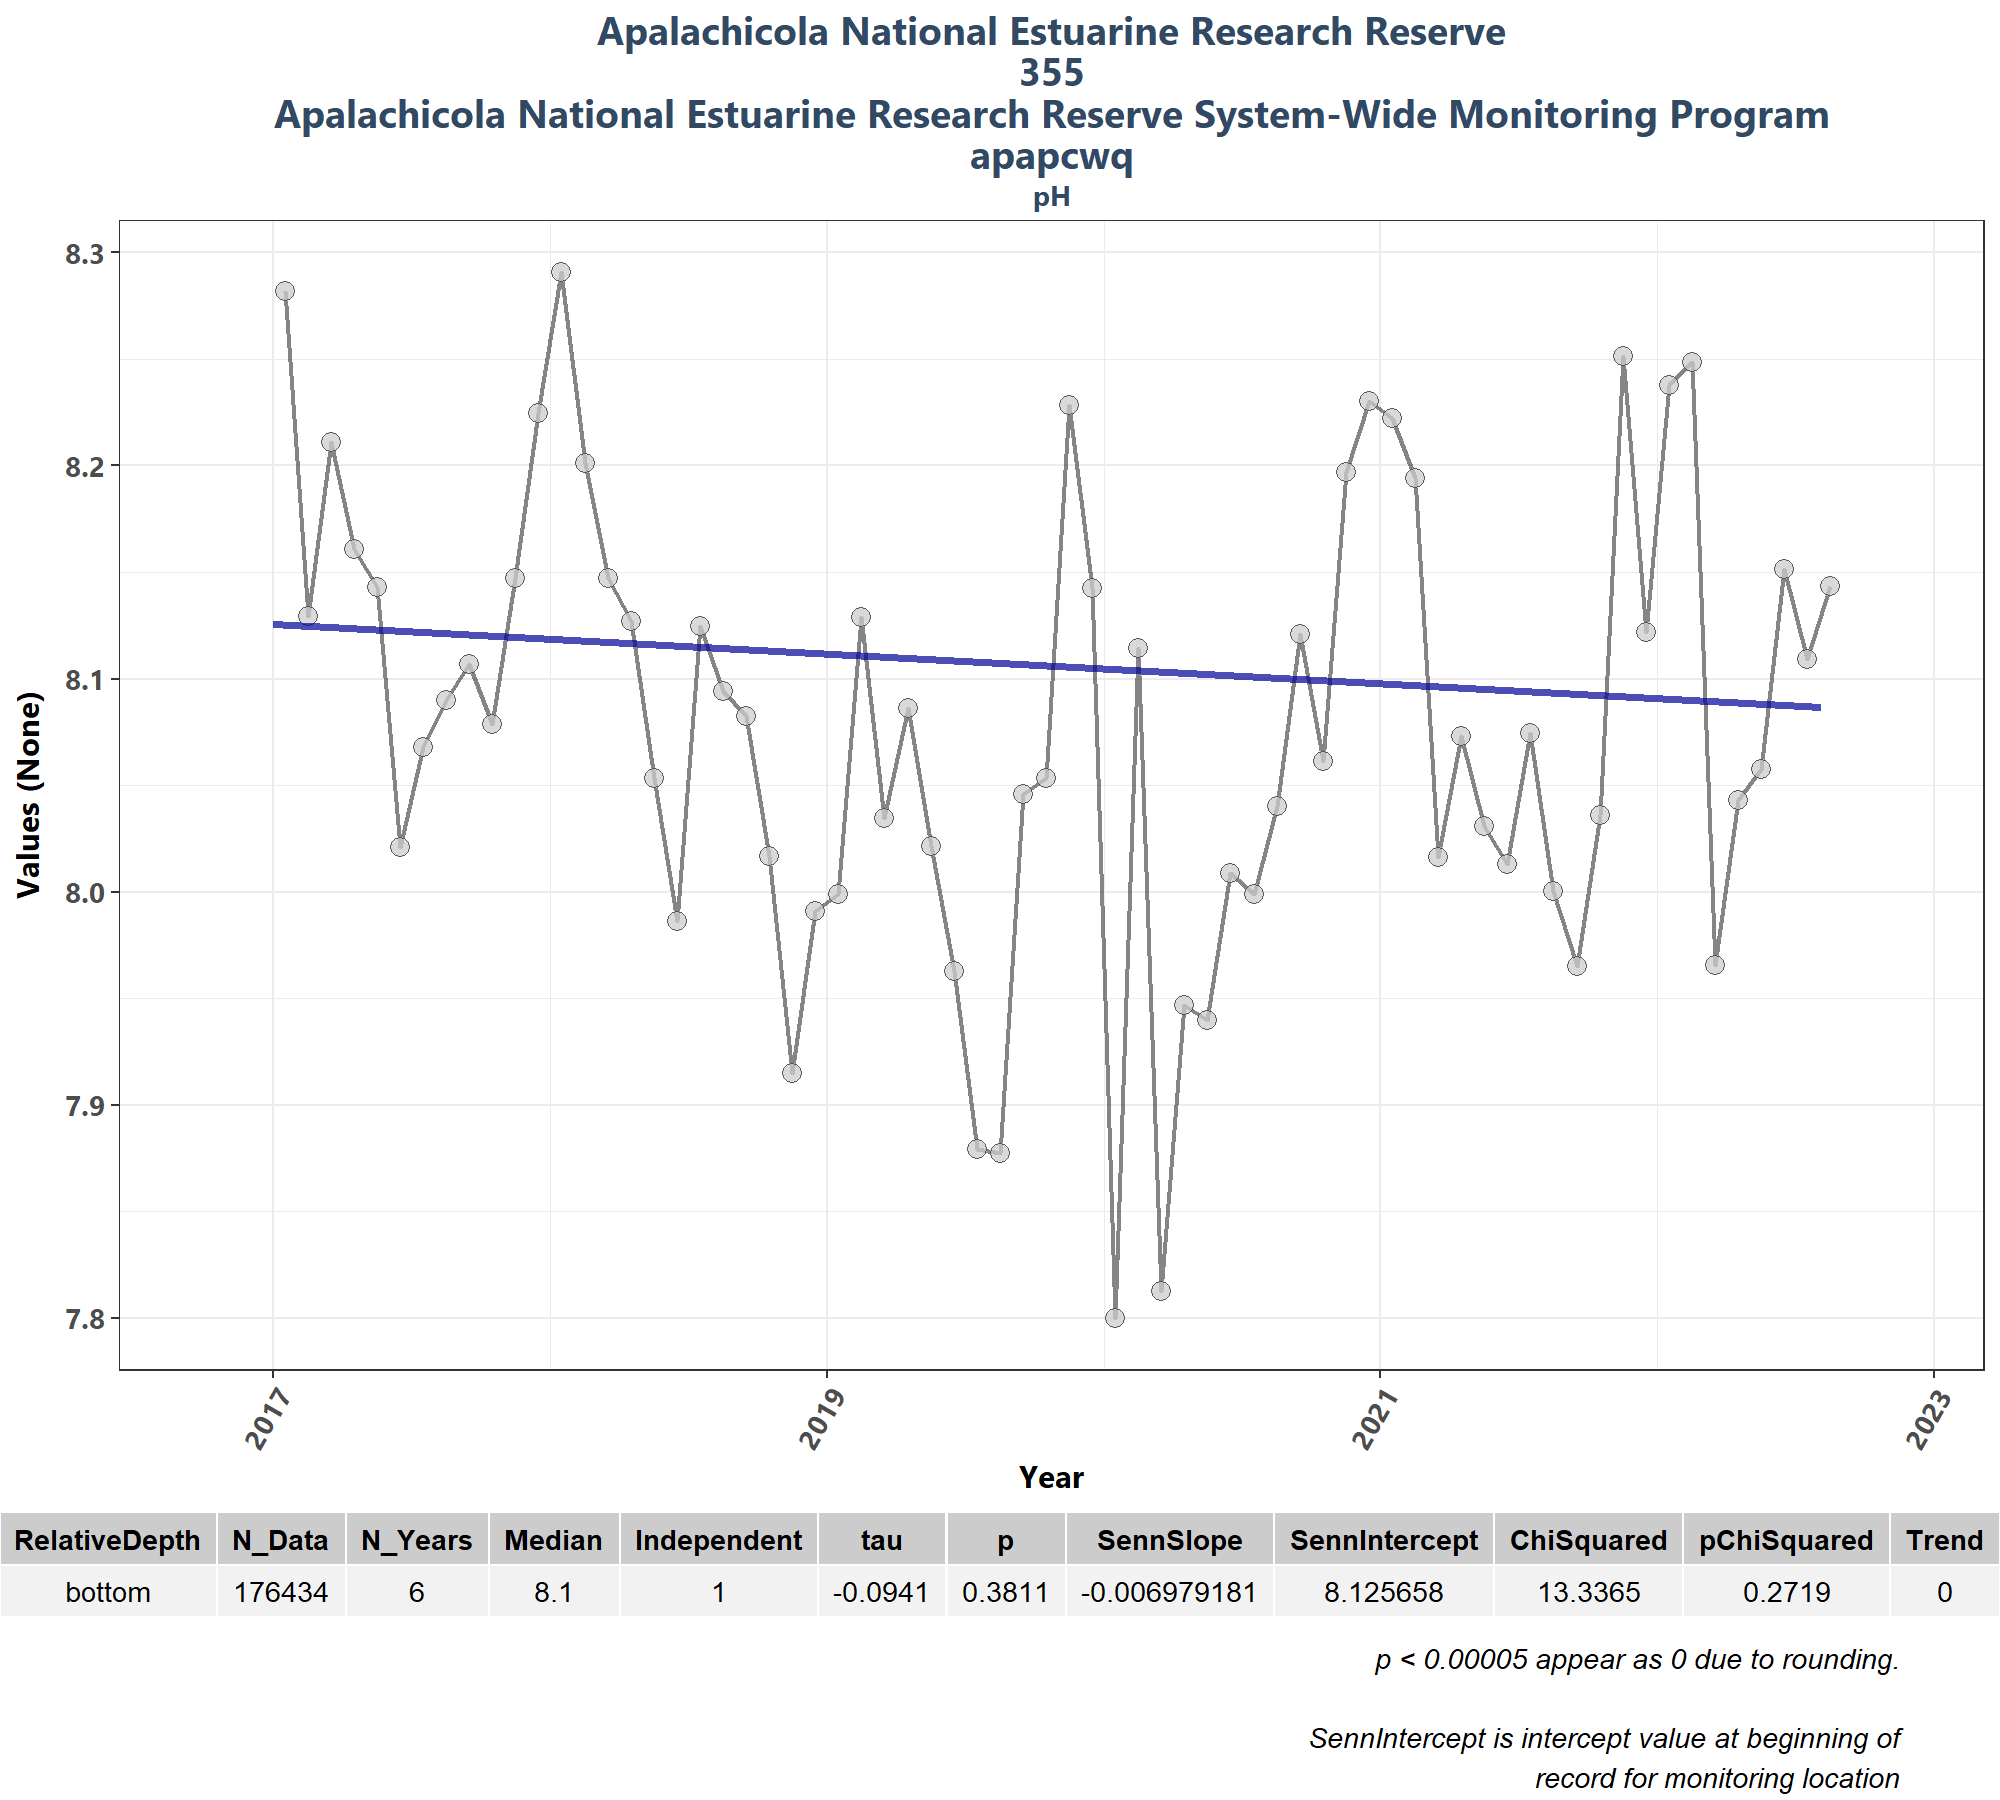 Apalachicola National Estuarine Research Reserve
355
Apalachicola National Estuarine Research Reserve System-Wide Monitoring Program
apapcwq
pH
8.3
8.2
8.1
8.0
7.9
7.8
Values (None)
2017
2019
2021
2023
Year
RelativeDepth N_Data N_Years Median Independent tau p SennSlope SennIntercept ChiSquared pChiSquared Trend
bottom 176434 6 8.1 1 -0.0941 0.3811 -0.006979181 8.125658 13.3365 0.2719 0
p < 0.00005 appear as 0 due to rounding.
SennIntercept is intercept value at beginning of
record for monitoring location